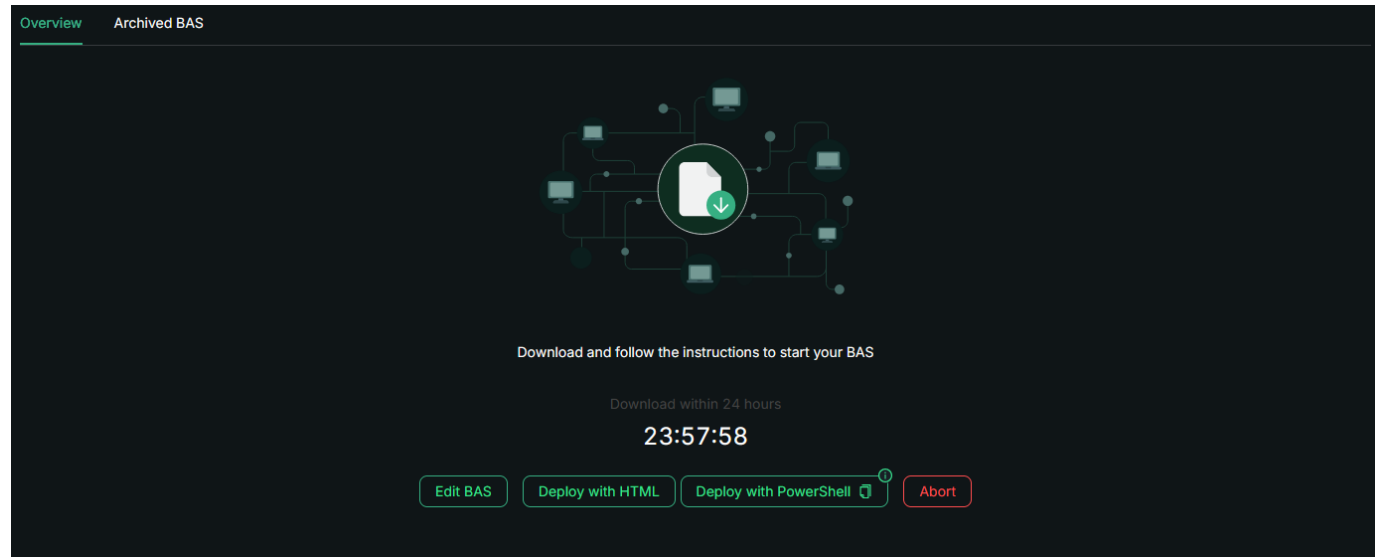 Overview Archived BAS
Download and follow the instructions to start your BAS
Download within 24 hours
23:57:58
Edit BAS Deploy with HTML Deploy with PowerShell Abort